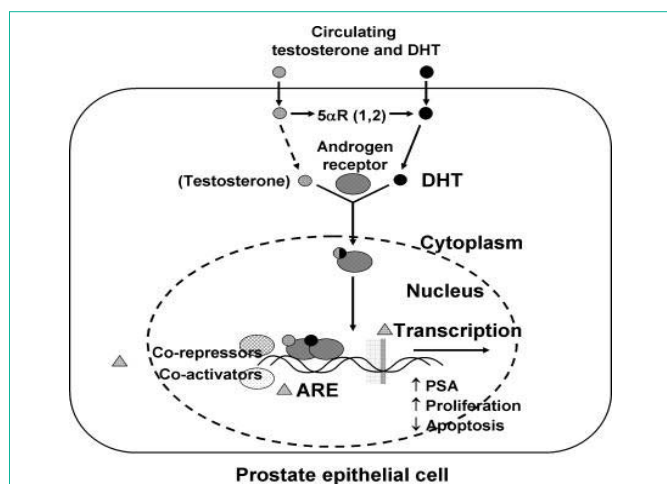 Circulating
testosterone and DHT
5αR (1,2)
Androgen
receptor
(Testosterone)
DHT
Cytoplasm
Nucleus
Transcription
Co-repressors
Co-activators
ARE
↑ PSA
↑ Proliferation
↓ Apoptosis
Prostate epithelial cell